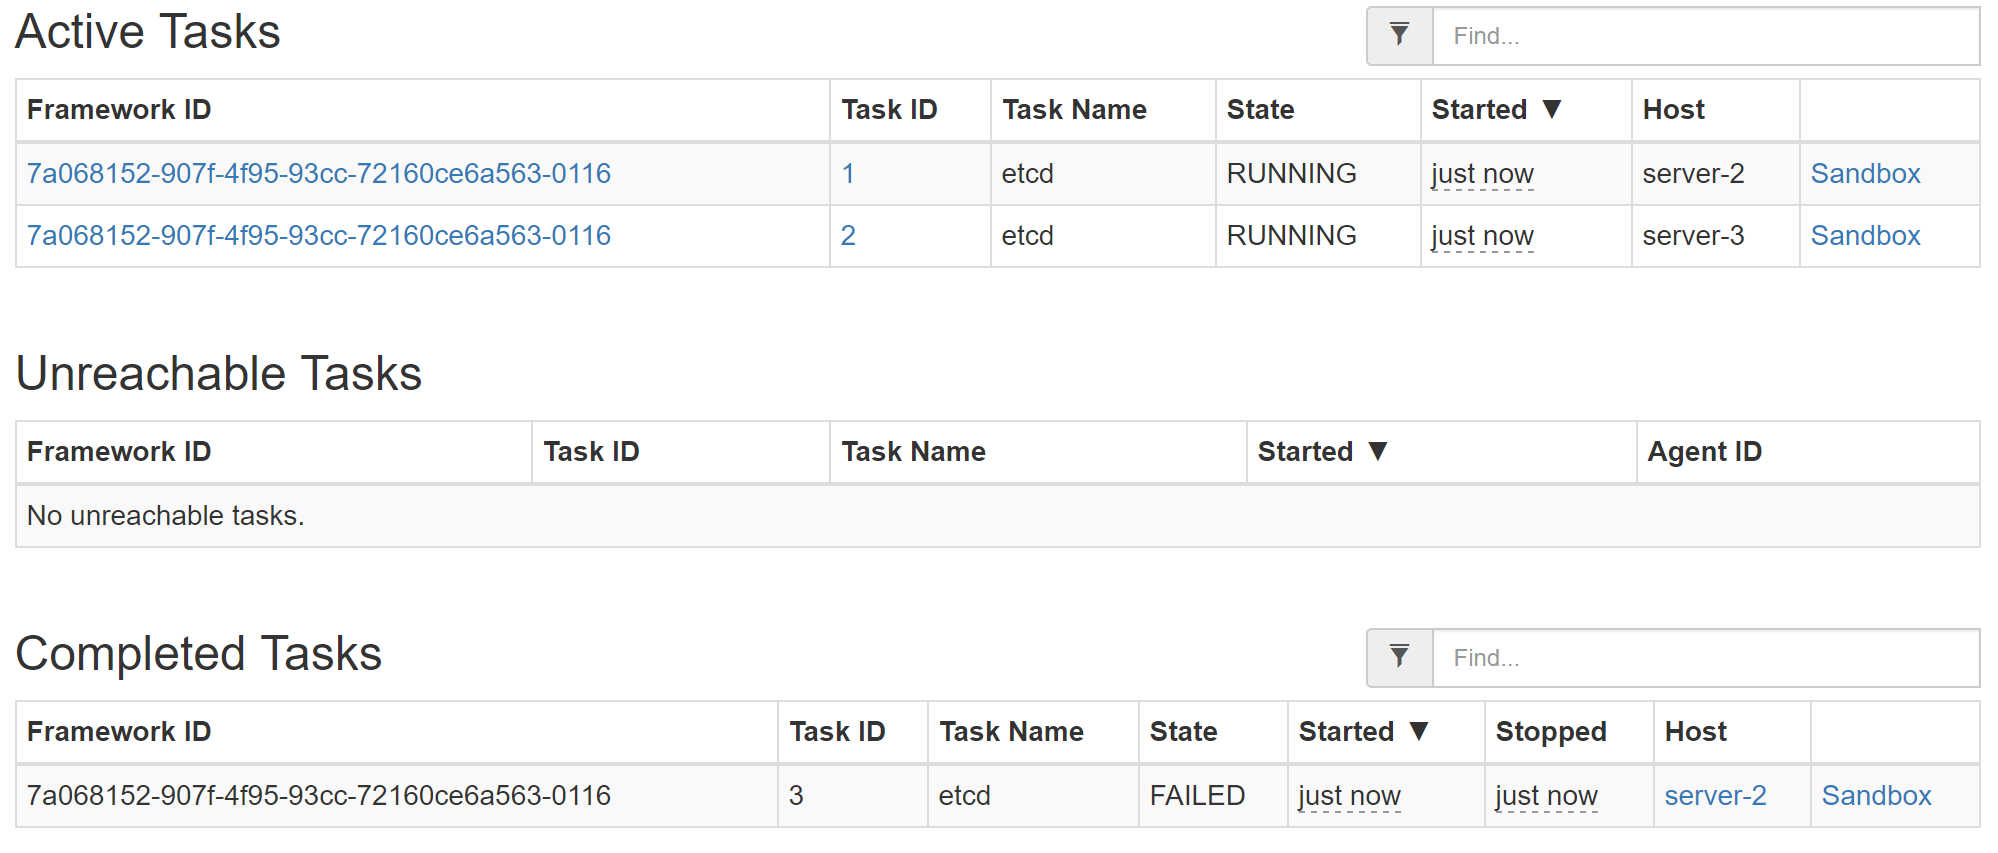 Active Tasks
Find...
Framework ID Task ID Task Name State Started ▼ Host
7a068152-907f-4f95-93cc-72160ce6a563-0116 1 etcd RUNNING just now server-2 Sandbox
7a068152-907f-4f95-93cc-72160ce6a563-0116 2 etcd RUNNING just now server-3 Sandbox
Unreachable Tasks
Framework ID Task ID Task Name Started ▼ Agent ID
No unreachable tasks.
Completed Tasks
Find...
Framework ID Task ID Task Name State Started ▼ Stopped Host
7a068152-907f-4f95-93cc-72160ce6a563-0116 3 etcd FAILED just now just now server-2 Sandbox